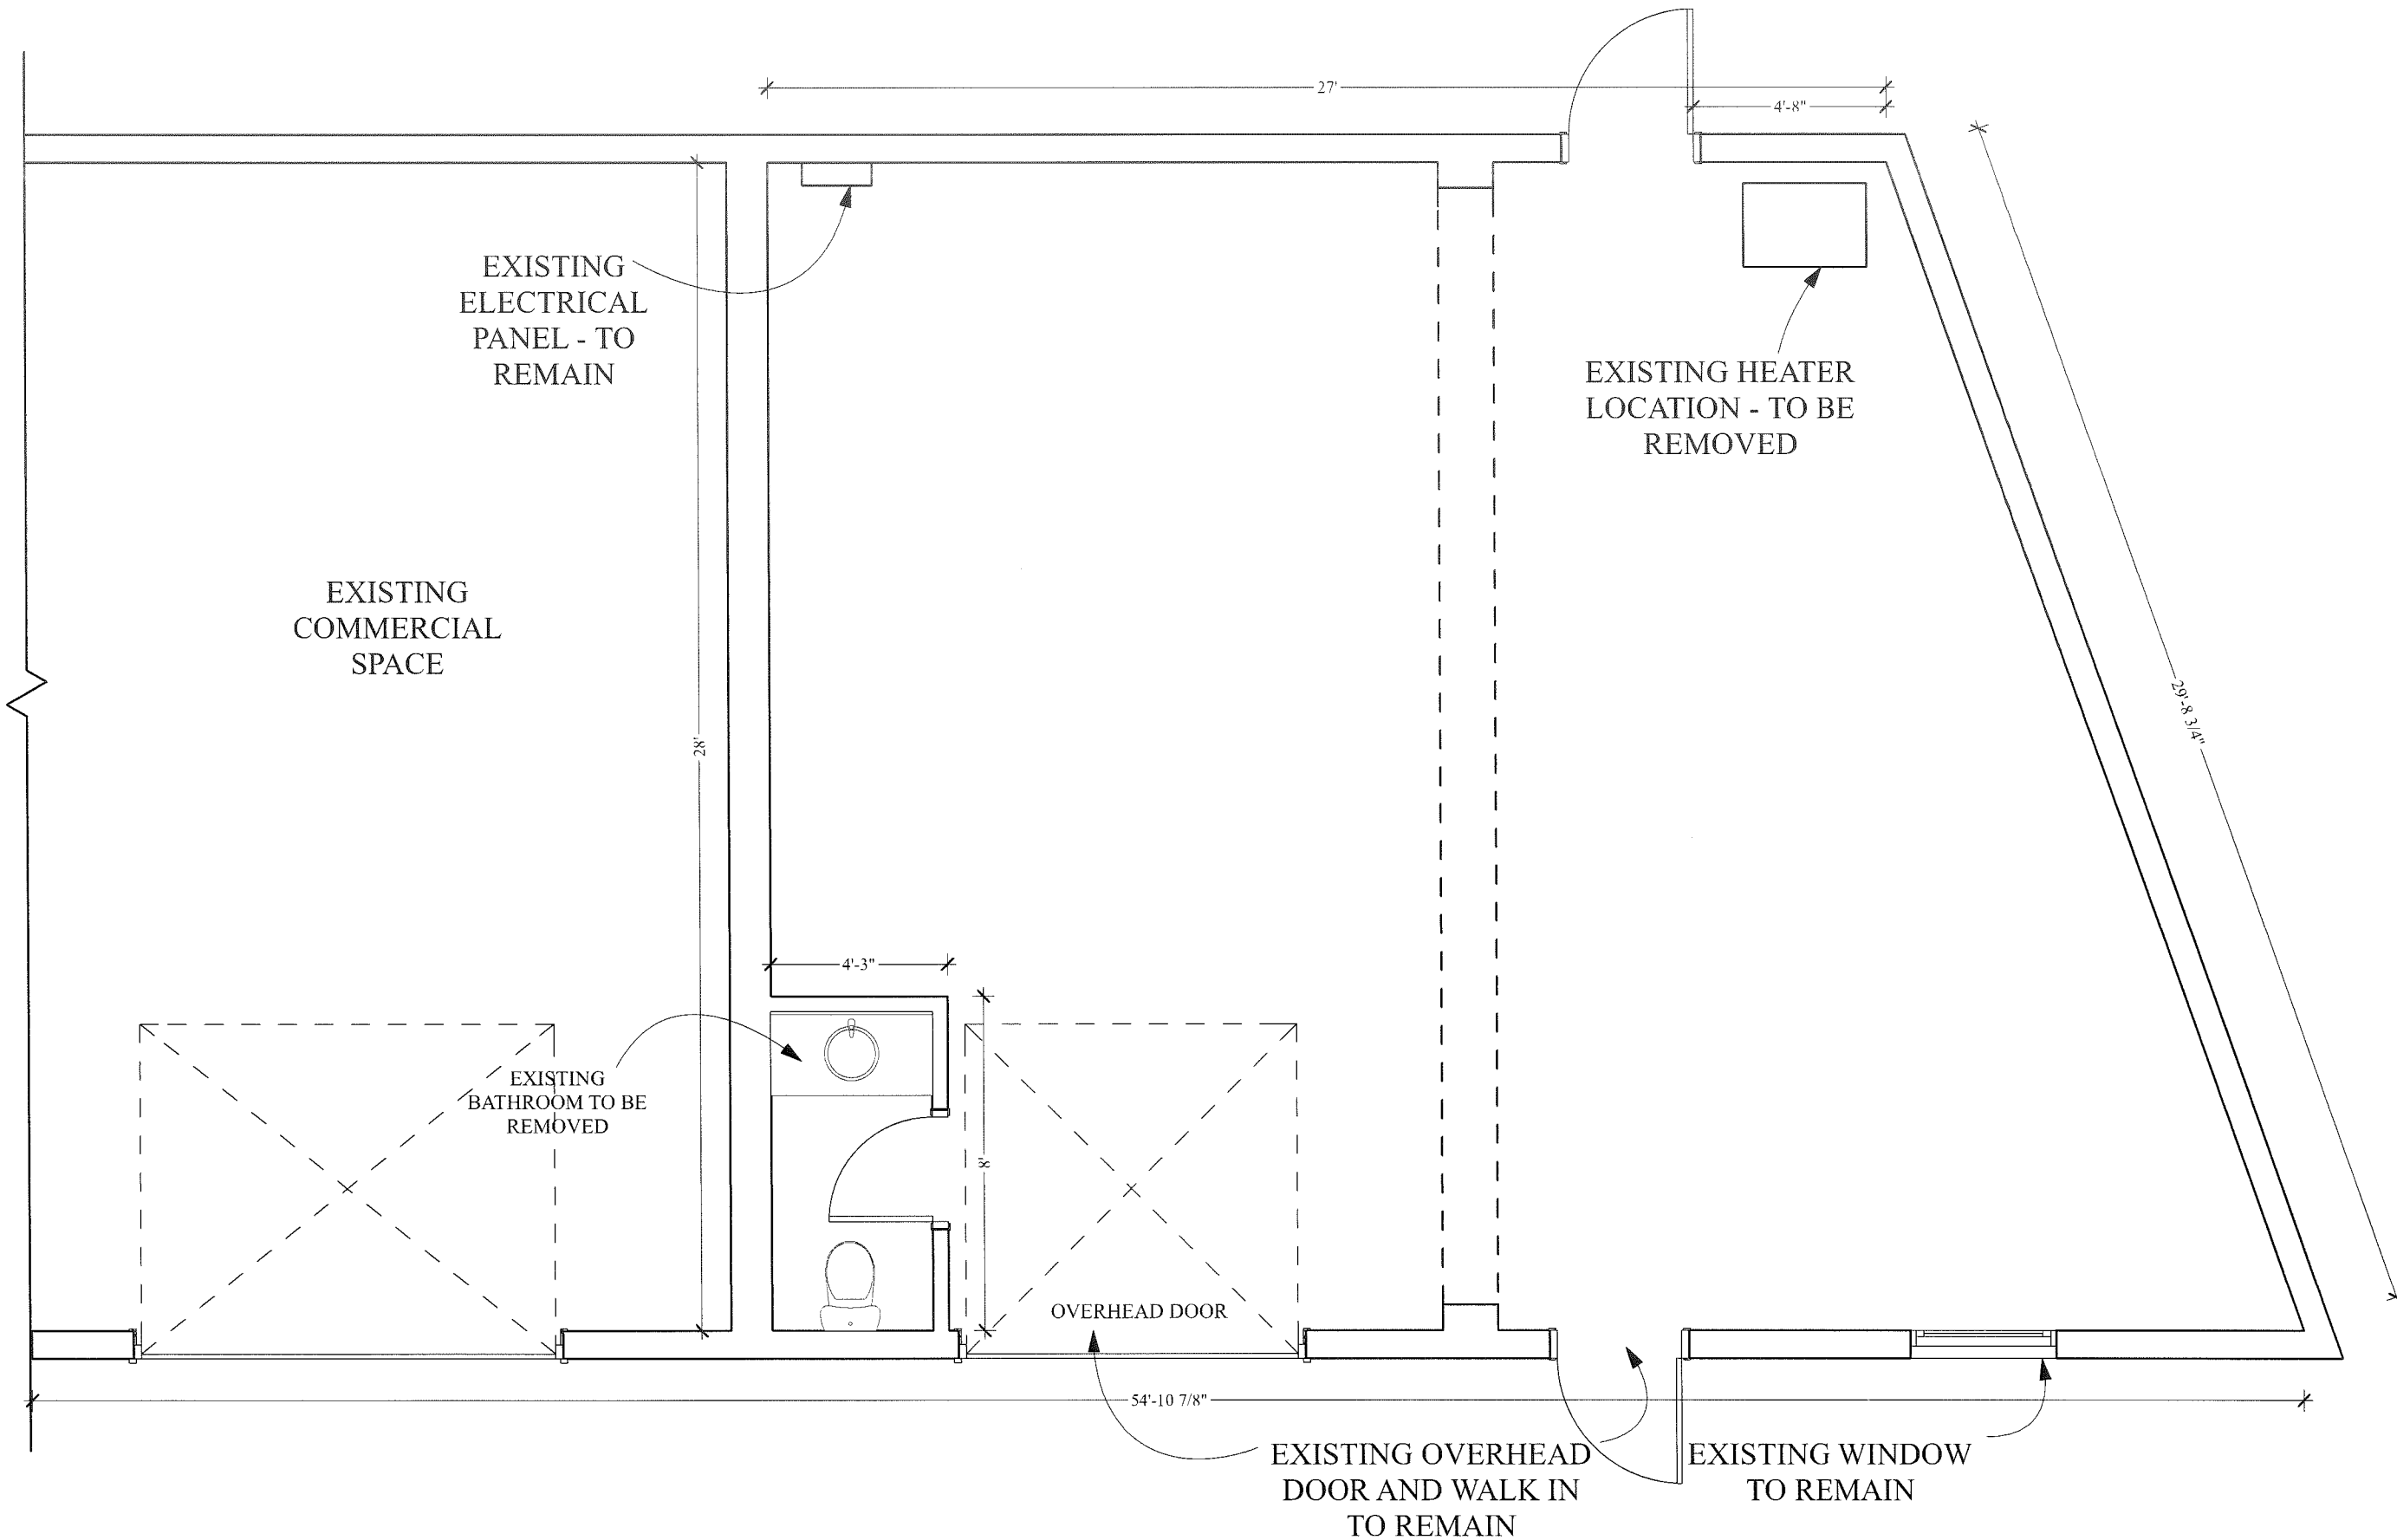 27'
4'-8"
EXISTING
ELECTRICAL
PANEL - TO
REMAIN
EXISTING HEATER
LOCATION - TO BE
REMOVED
EXISTING
COMMERCIAL
SPACE
28'
29'-8 3/4"
4'-3"
EXISTING
BATHROOM TO BE
REMOVED
8'
OVERHEAD DOOR
54'-10 7/8"
EXISTING OVERHEAD
DOOR AND WALK IN
TO REMAIN
EXISTING WINDOW
TO REMAIN